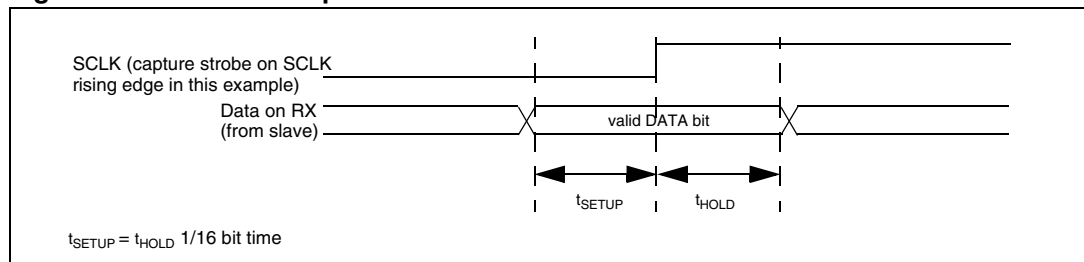 SCLK (capture strobe on SCLK
rising edge in this example)
Data on RX
(from slave)
valid DATA bit
tSETUP
tHOLD
tSETUP = tHOLD 1/16 bit time